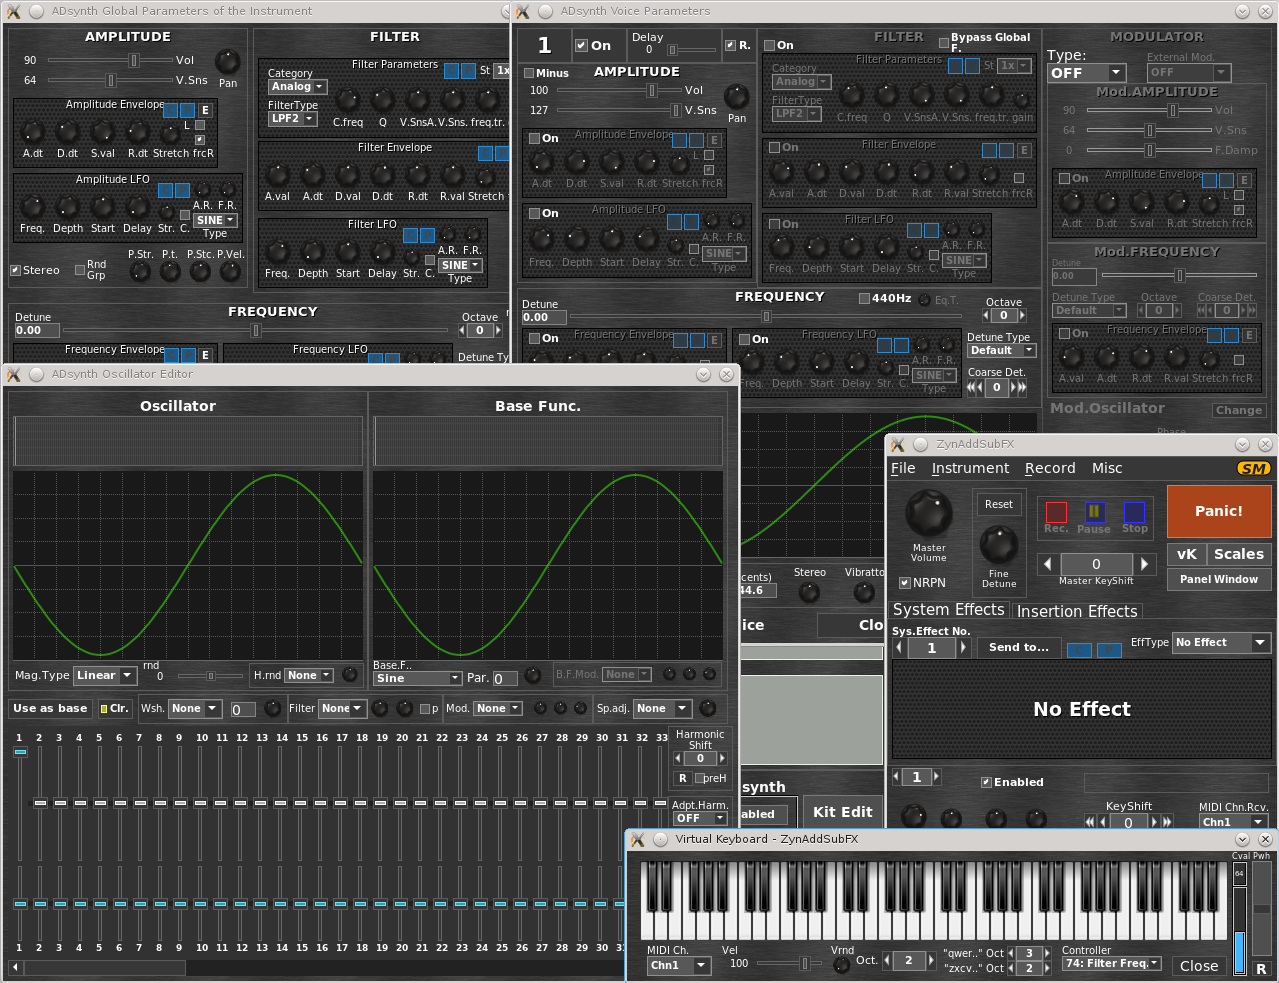 ADsynth Global Parameters of the Instrument
AMPLITUDE
90 Vol
64 V.Sns
Pan
Amplitude Envelope
E
L
A.dt D.dt S.val R.dt Stretch frcR
Amplitude LFO
A.R. F.R.
SINE
Freq. Depth Start Delay Str. C. Type
Stereo
Rnd Grp
P.Str. P.t. P.Stc. P.Vel.
FILTER
Filter Parameters
Category
Analog
St 1x
FilterType
LPF2
C.freq Q V.SnsA. V.Sns. freq.tr.
Filter Envelope
A.val A.dt D.val D.dt R.dt R.val Stretch
Filter LFO
A.R. F.R.
SINE
Freq. Depth Start Delay Str. C. Type
FREQUENCY
Detune
0.00
Octave
0
Frequency Envelope
E
Frequency LFO
Detune Ty
ADsynth Voice Parameters
1
On
Delay
0
R.
Minus
AMPLITUDE
100 Vol
127 V.Sns
Pan
On
Amplitude Envelope
E
L
A.dt D.dt S.val R.dt Stretch frcR
On
Amplitude LFO
A.R. F.R.
SINE
Freq. Depth Start Delay Str. C. Type
On
FILTER
Bypass Global F.
Filter Parameters
Category
Analog
St 1x
FilterType
LPF2
C.freq Q V.SnsA. V.Sns. freq.tr. gain
On
Filter Envelope
E
A.val A.dt D.val D.dt R.dt R.val Stretch frcR
On
Filter LFO
A.R. F.R.
SINE
Freq. Depth Start Delay Str. C. Type
FREQUENCY
440Hz
Eq.T.
Detune
0.00
Octave
0
On
Frequency Envelope
E
On
Frequency LFO
A.R. F.R.
SINE
Depth Start Delay Str. C. Type
Detune Type
Default
Coarse Det.
0
MODULATOR
Type:
OFF
External Mod.
OFF
Mod.AMPLITUDE
90 Vol
64 V.Sns
0 F.Damp
On
Amplitude Envelope
E
L
A.dt D.dt S.val R.dt Stretch frcR
Mod.FREQUENCY
Detune
0.00
Detune Type
Default
Octave
0
Coarse Det.
0
On
Frequency Envelope
E
A.val A.dt R.dt R.val Stretch frcR
Mod.Oscillator
Change
Phase
cents)
44.6
Stereo
Vibratto
ice
Clo
synth
abled
Kit Edit
ADsynth Oscillator Editor
Oscillator
Base Func.
Mag.Type
Linear
rnd
0
H.rnd
None
Base.F..
Sine
Par.
0
B.F.Mod.
None
Use as base
Clr.
Wsh.
None
0
Filter
None
p
Mod.
None
Sp.adj.
None
1 2 3 4 5 6 7 8 9 10 11 12 13 14 15 16 17 18 19 20 21 22 23 24 25 26 27 28 29 30 31 32 33
Harmonic Shift
0
R
preH
Adpt.Harm.
OFF
1 2 3 4 5 6 7 8 9 10 11 12 13 14 15 16 17 18 19 20 21 22 23 24 25 26 27 28 29 30
ZynAddSubFX
File Instrument Record Misc
SM
Master Volume
NRPN
Reset
Fine Detune
Rec. Pause Stop
0
Master KeyShift
Panic!
vK
Scales
Panel Window
System Effects
Insertion Effects
Sys.Effect No.
1
Send to...
C P
EffType
No Effect
No Effect
1
Enabled
KeyShift
0
MIDI Chn.Rcv.
Chn1
Virtual Keyboard - ZynAddSubFX
Cval Pwh
64
MIDI Ch.
Chn1
Vel
100
Vrnd
Oct.
2
"qwer.." Oct
3
"zxcv.." Oct
2
Controller
74: Filter Freq.
Close
R